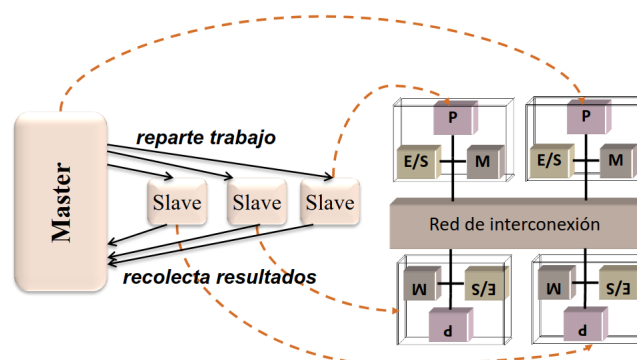 reparte trabajo
Master
Slave
Slave
Slave
recolecta resultados
P
E/S
M
P
E/S
M
Red de interconexión
M
E/S
P
M
E/S
P